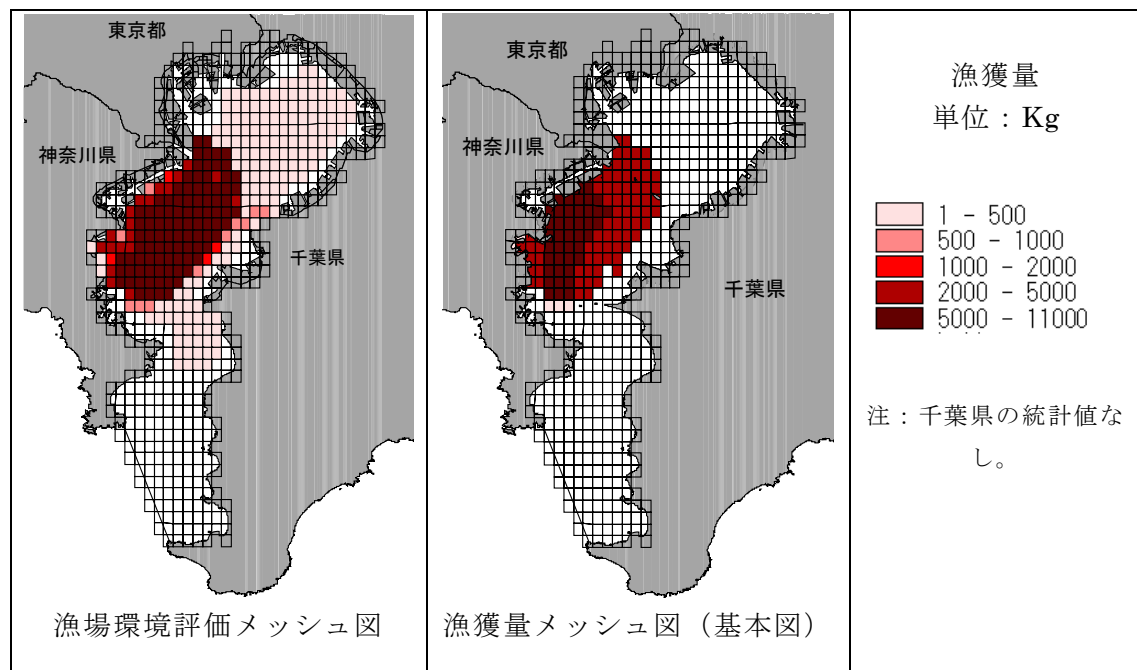 東京都
神奈川県
千葉県
漁場環境評価メッシュ図
東京都
神奈川県
千葉県
漁獲量メッシュ図（基本図）
漁獲量
単位：Kg
1 - 500
500 - 1000
1000 - 2000
2000 - 5000
5000 - 11000
注：千葉県の統計値な
し。